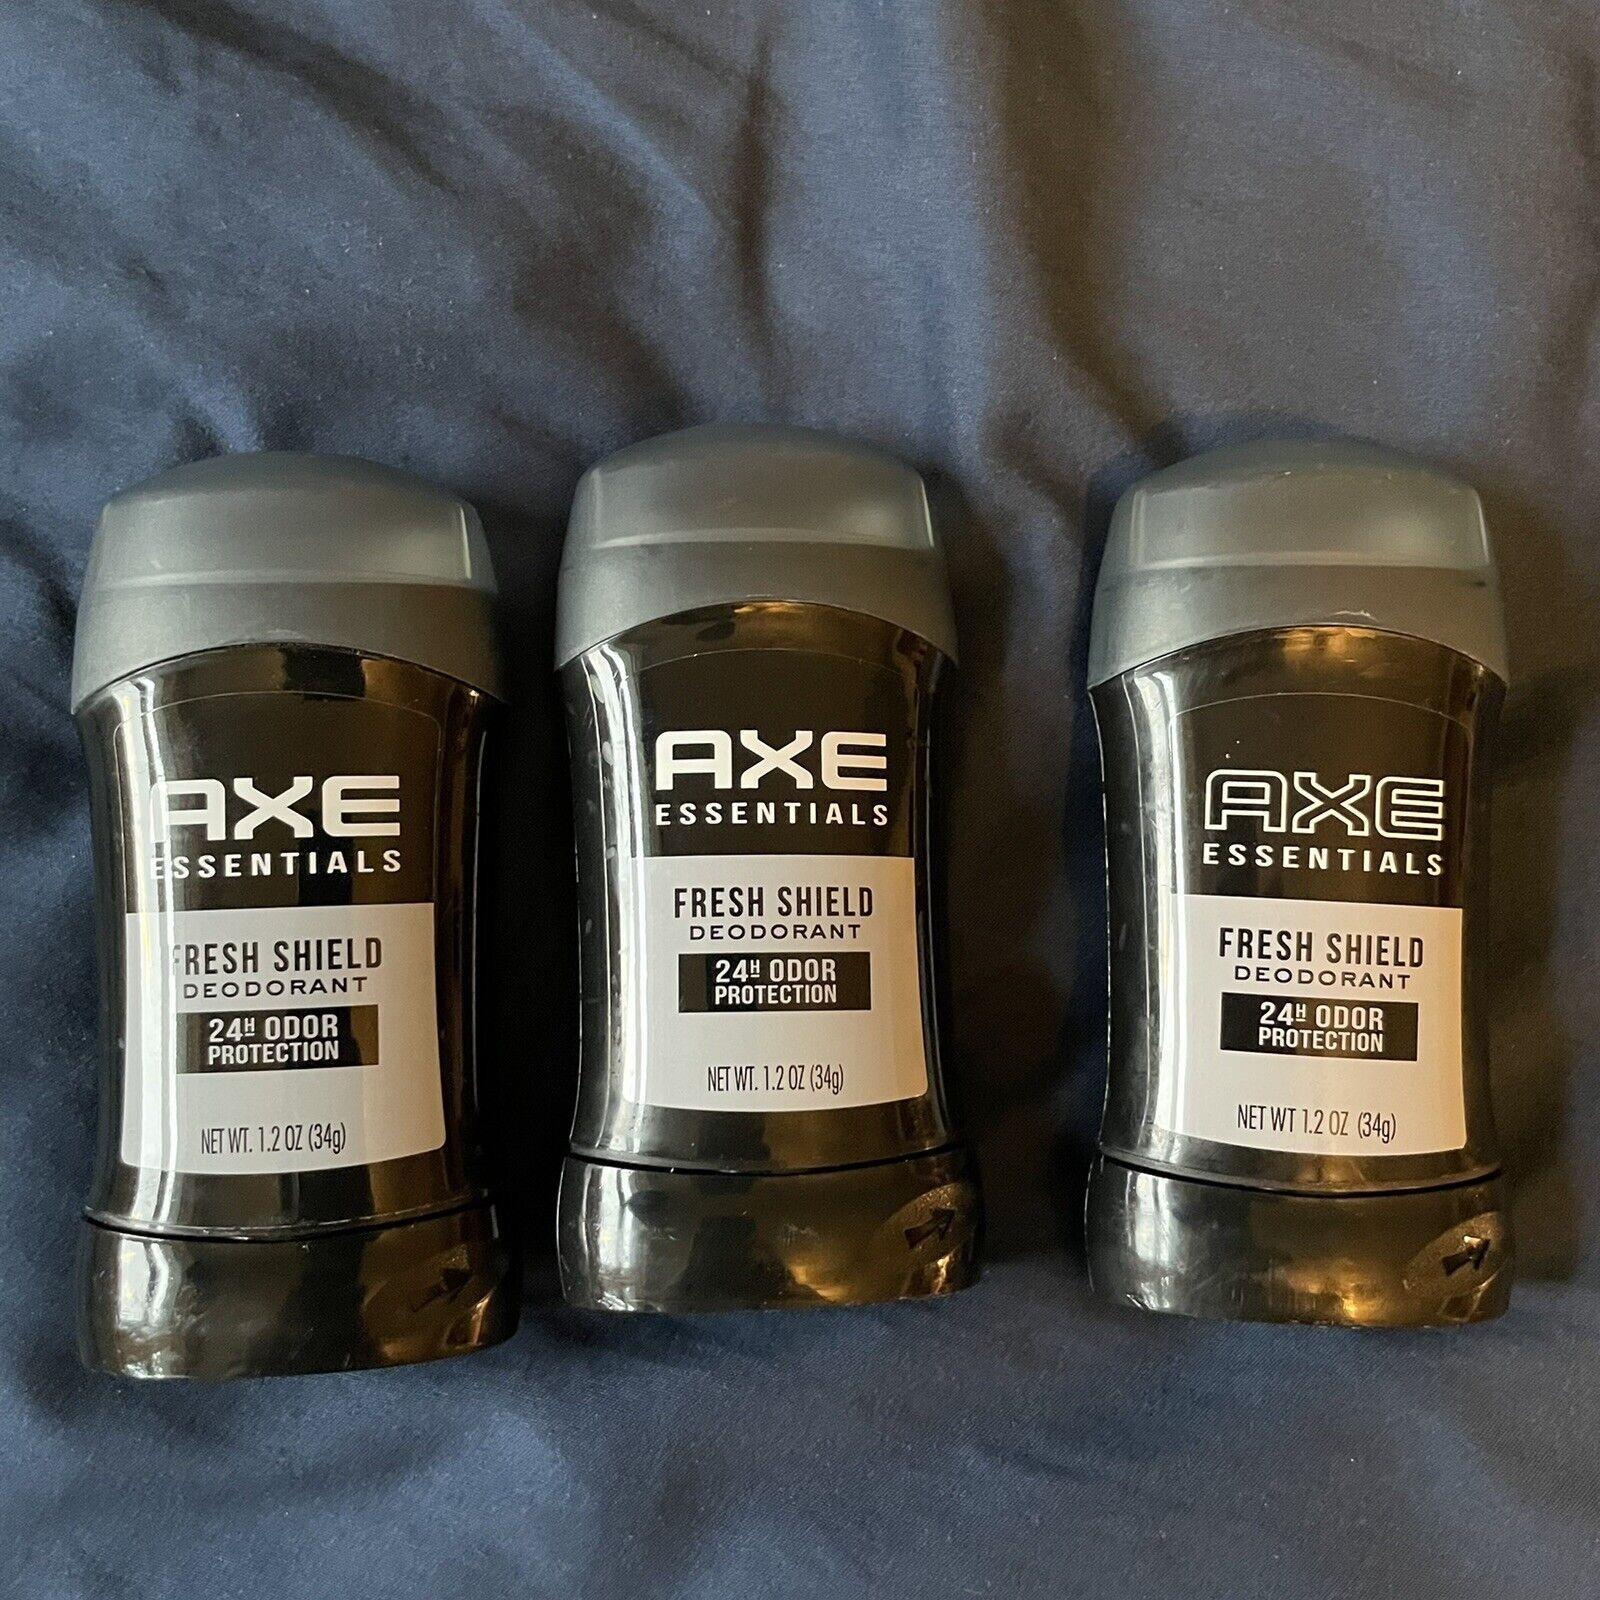 AXE
ESSENTIALS
FRESH SHIELD
DEODORANT
24H ODOR
PROTECTION
NET WT. 1.2 OZ (34g)
AXE
ESSENTIALS
FRESH SHIELD
DEODORANT
24H ODOR
PROTECTION
NET WT. 1.2 OZ (34g)
AXE
ESSENTIALS
FRESH SHIELD
DEODORANT
24H ODOR
PROTECTION
NET WT 1.2 OZ (34g)